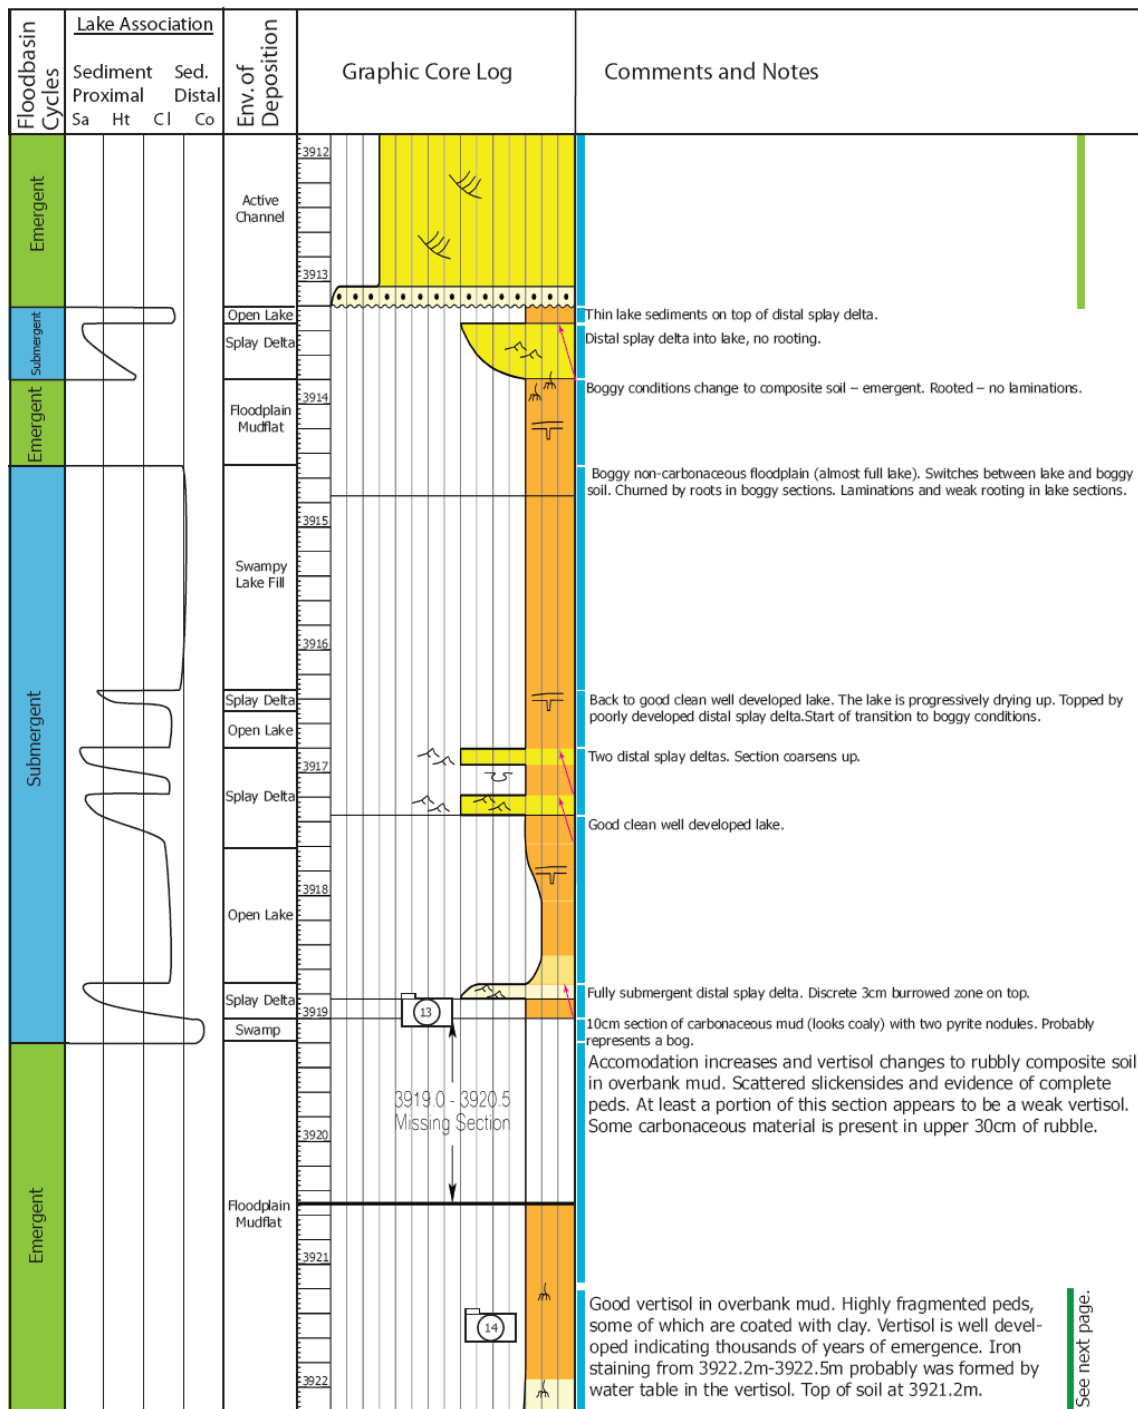 Floodbasin Cycles
Lake Association
Sediment Proximal
Sed. Distal
Sa Ht Cl Co
Env. of Deposition
Graphic Core Log
Comments and Notes
Emergent
Active
Channel
3912
3913
Submergent
Open Lake
Thin lake sediments on top of distal splay delta.
Splay Delta
Distal splay delta into lake, no rooting.
Emergent
Floodplain
Mudflat
3914
Boggy conditions change to composite soil – emergent. Rooted – no laminations.
Submergent
Swampy
Lake Fill
3915
3916
Boggy non-carbonaceous floodplain (almost full lake). Switches between lake and boggy
soil. Churned by roots in boggy sections. Laminations and weak rooting in lake sections.
Splay Delta
Open Lake
Back to good clean well developed lake. The lake is progressively drying up. Topped by
poorly developed distal splay delta.Start of transition to boggy conditions.
Splay Delta
3917
Two distal splay deltas. Section coarsens up.
Good clean well developed lake.
Open Lake
3918
Splay Delta
3919
13
Fully submergent distal splay delta. Discrete 3cm burrowed zone on top.
Swamp
10cm section of carbonaceous mud (looks coaly) with two pyrite nodules. Probably
represents a bog.
Emergent
Floodplain
Mudflat
3919.0 - 3920.5
Missing Section
3920
Accomodation increases and vertisol changes to rubbly composite soil
in overbank mud. Scattered slickensides and evidence of complete
peds. At least a portion of this section appears to be a weak vertisol.
Some carbonaceous material is present in upper 30cm of rubble.
3921
14
3922
Good vertisol in overbank mud. Highly fragmented peds,
some of which are coated with clay. Vertisol is well devel-
oped indicating thousands of years of emergence. Iron
staining from 3922.2m-3922.5m probably was formed by
water table in the vertisol. Top of soil at 3921.2m.
See next page.